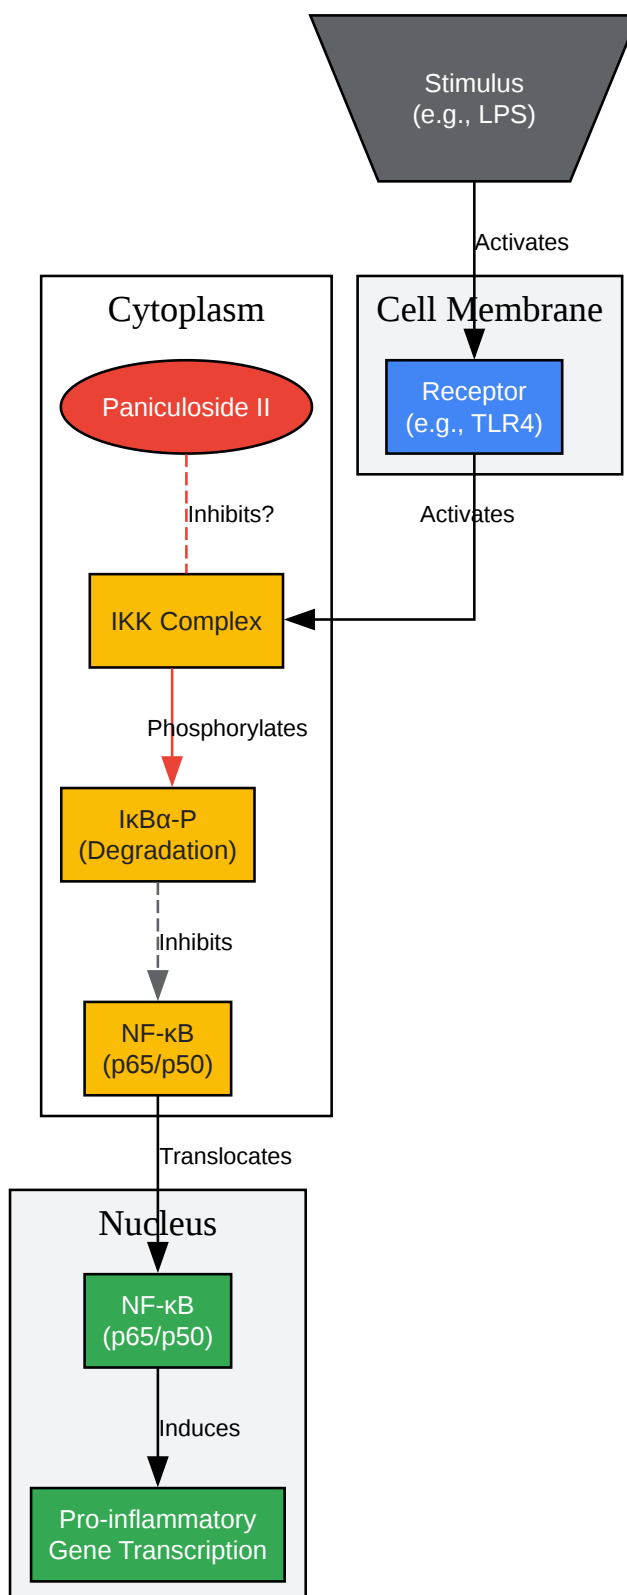 Stimulus
(e.g., LPS)
Activates
Cytoplasm
Cell Membrane
Paniculoside II
Receptor
(e.g., TLR4)
Inhibits?
Activates
IKK Complex
Phosphorylates
IκBα-P
(Degradation)
Inhibits
NF-κB
(p65/p50)
Translocates
Nucleus
NF-κB
(p65/p50)
Induces
Pro-inflammatory
Gene Transcription